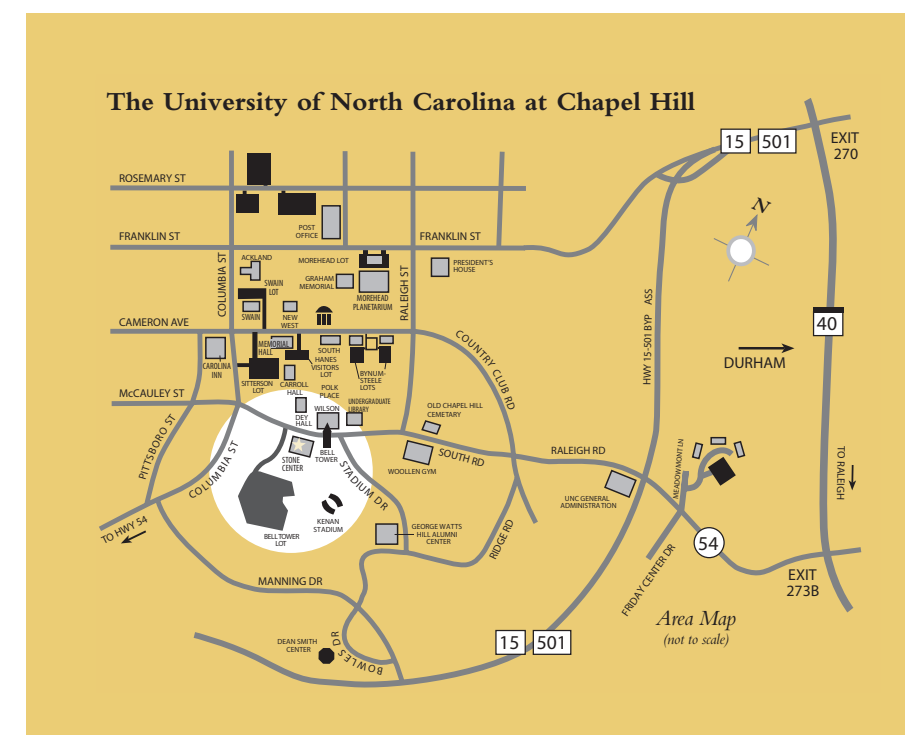 The University of North Carolina at Chapel Hill
15 501
EXIT
270
N
ROSEMARY ST
POST
OFFICE
FRANKLIN ST
FRANKLIN ST
COLUMBIA ST
ACKLAND
MOREHEAD LOT
PRESIDENT'S
HOUSE
GRAHAM
MEMORIAL
SWAIN
LOT
MOREHEAD
PLANETARIUM
RALEIGH ST
SWAIN
NEW
WEST
HWY 15-501 BYP ASS
40
CAMERON AVE
MEMORIAL
HALL
SOUTH
HANES
VISITORS
LOT
COUNTRY CLUB RD
DURHAM
CAROLINA
INN
SITTERSON
LOT
CARROLL
HALL
POLK
PLACE
BYNUM-
STEELE
LOTS
McCAULEY ST
DEY
HALL
WILSON
UNDERGRADUATE
LIBRARY
OLD CHAPEL HILL
CEMETARY
PITTSBORO ST
COLUMBIA ST
STONE
CENTER
BELL
TOWER
STADIUM DR
SOUTH RD
WOOLLEN GYM
RALEIGH RD
MEADOWMONT LN
TO RALEIGH
UNC GENERAL
ADMINISTRATION
TO HWY 54
BELL TOWER
LOT
KENAN
STADIUM
GEORGE WATTS
HILL ALUMNI
CENTER
RIDGE RD
54
FRIDAY CENTER DR
EXIT
273B
MANNING DR
Area Map
(not to scale)
DEAN SMITH
CENTER
BOWLES DR
15 501